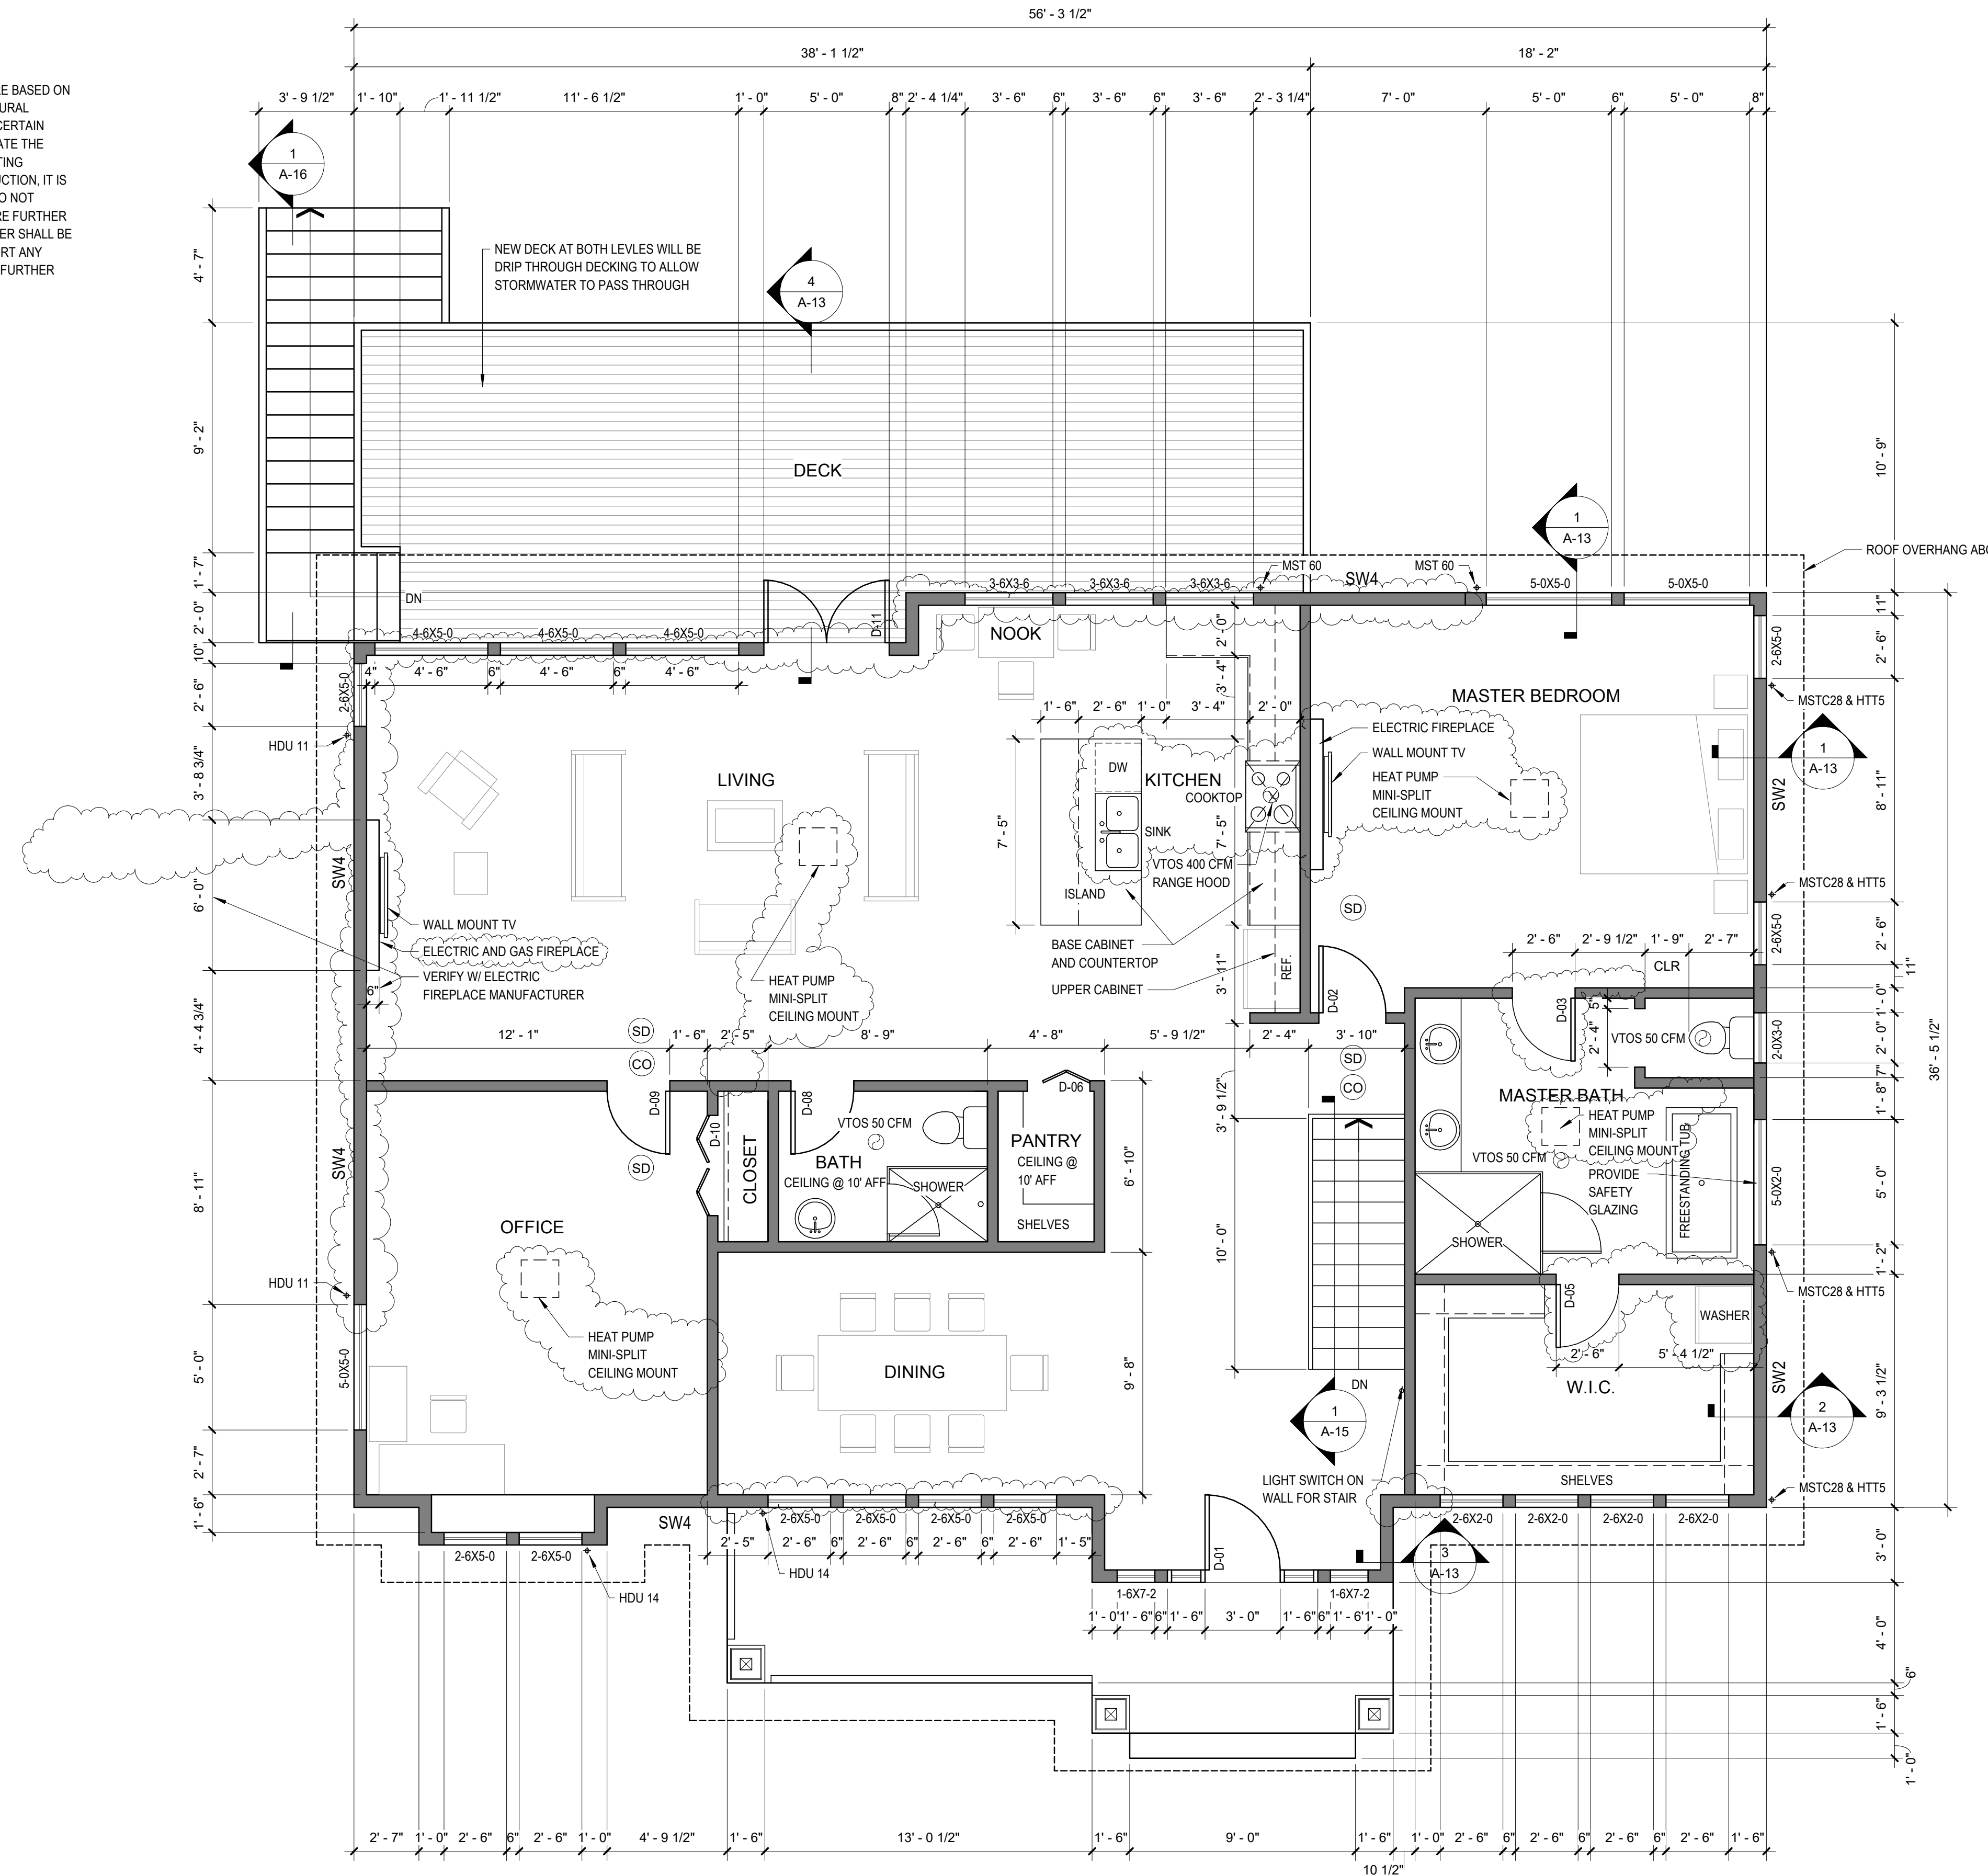 56' - 3 1/2"
38' - 1 1/2"
18' - 2"
3' - 9 1/2"
1' - 10"
1' - 11 1/2"
11' - 6 1/2"
1' - 0"
5' - 0"
8"
2' - 4 1/4"
3' - 6"
6"
3' - 6"
6"
3' - 6"
2' - 3 1/4"
7' - 0"
5' - 0"
6"
5' - 0"
8"
E BASED ON
URAL
CERTAIN
ATE THE
TING
UCTION, IT IS
O NOT
RE FURTHER
ER SHALL BE
RT ANY
FURTHER
1
A-16
NEW DECK AT BOTH LEVLES WILL BE
DRIP THROUGH DECKING TO ALLOW
STORMWATER TO PASS THROUGH
4
A-13
4' - 7"
9' - 2"
1' - 7"
2' - 0"
10"
2' - 6"
3' - 8 3/4"
6' - 0"
4' - 4 3/4"
8' - 11"
5' - 0"
2' - 7"
1' - 6"
DECK
1
A-13
10' - 9"
ROOF OVERHANG ABO
DN
MST 60
SW4
MST 60
3-6X3-6
3-6X3-6
3-6X3-6
5-0X5-0
5-0X5-0
4-6X5-0
4-6X5-0
4-6X5-0
D-11
NOOK
4"
4' - 6"
6"
4' - 6"
6"
4' - 6"
2-6X5-0
HDU 11
2' - 0"
3' - 4"
1' - 6"
2' - 6"
1' - 0"
3' - 4"
2' - 0"
MASTER BEDROOM
ELECTRIC FIREPLACE
WALL MOUNT TV
HEAT PUMP
MINI-SPLIT
CEILING MOUNT
2-6X5-0
MSTC28 & HTT5
1
A-13
SW2
11"
2' - 6"
8' - 11"
LIVING
DW
KITCHEN
COOKTOP
SINK
7' - 5"
7' - 5"
VTOS 400 CFM
RANGE HOOD
ISLAND
SW4
WALL MOUNT TV
ELECTRIC AND GAS FIREPLACE
VERIFY W/ ELECTRIC
FIREPLACE MANUFACTURER
6"
HEAT PUMP
MINI-SPLIT
CEILING MOUNT
BASE CABINET
AND COUNTERTOP
UPPER CABINET
3' - 11"
REF.
SD
MSTC28 & HTT5
2-6X5-0
2' - 6"
11"
36' - 5 1/2"
2' - 6"
2' - 9 1/2"
1' - 9"
2' - 7"
CLR
D-02
D-03
5"
2' - 4"
VTOS 50 CFM
2-0X3-0
1' - 0"
2' - 0"
7"
1' - 8"
SD
CO
12' - 1"
1' - 6"
2' - 5"
8' - 9"
4' - 8"
5' - 9 1/2"
2' - 4"
3' - 10"
SD
CO
D-06
D-09
D-08
D-10
SD
CLOSET
VTOS 50 CFM
BATH
CEILING @ 10' AFF
SHOWER
PANTRY
CEILING @
10' AFF
SHELVES
6' - 10"
3' - 9 1/2"
10' - 0"
MASTER BATH
HEAT PUMP
MINI-SPLIT
CEILING MOUNT
VTOS 50 CFM
PROVIDE
SAFETY
GLAZING
FREESTANDING TUB
SHOWER
5-0X2-0
5' - 0"
1' - 2"
SW4
OFFICE
HDU 11
HEAT PUMP
MINI-SPLIT
CEILING MOUNT
5-0X5-0
DINING
9' - 8"
DN
1
A-15
LIGHT SWITCH ON
WALL FOR STAIR
D-05
WASHER
2' - 6"
5' - 4 1/2"
W.I.C.
SHELVES
MSTC28 & HTT5
SW2
2
A-13
9' - 3 1/2"
MSTC28 & HTT5
SW4
2-6X5-0
2-6X5-0
2-6X5-0
2-6X5-0
2' - 5"
2' - 6"
6"
2' - 6"
6"
2' - 6"
6"
2' - 6"
1' - 5"
HDU 14
2-6X5-0
2-6X5-0
HDU 14
D-01
1-6X7-2
1-6X7-2
1' - 0"
1' - 6"
6"
1' - 6"
3' - 0"
1' - 6"
6"
1' - 6"
1' - 0"
2-6X2-0
2-6X2-0
2-6X2-0
2-6X2-0
3
A-13
3' - 0"
4' - 0"
6"
1' - 6"
1' - 0"
2' - 7"
1' - 0"
2' - 6"
6"
2' - 6"
1' - 0"
4' - 9 1/2"
1' - 6"
13' - 0 1/2"
1' - 6"
9' - 0"
1' - 6"
10 1/2"
1' - 0"
2' - 6"
6"
2' - 6"
6"
2' - 6"
6"
2' - 6"
1' - 6"